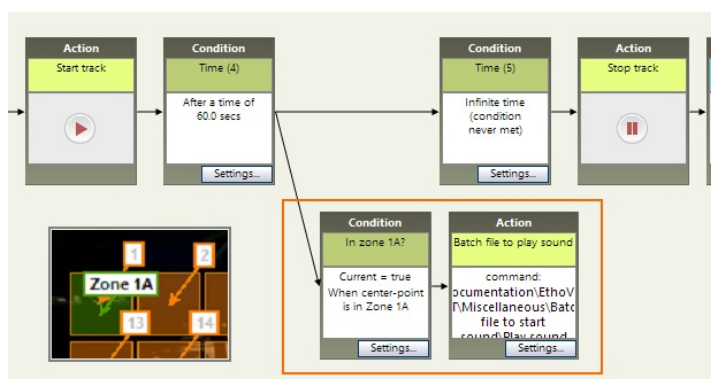 Action
Start track
Condition
Time (4)
After a time of
60.0 secs
Settings...
Condition
Time (5)
Infinite time
(condition
never met)
Settings...
Action
Stop track
1
2
Zone 1A
13
14
Condition
In zone 1A?
Current = true
When center-point
is in Zone 1A
Settings...
Action
Batch file to play sound
command:
ocumentation\EthoV
\Miscellaneous\Batc
file to start
sound\Play sound
Settings...